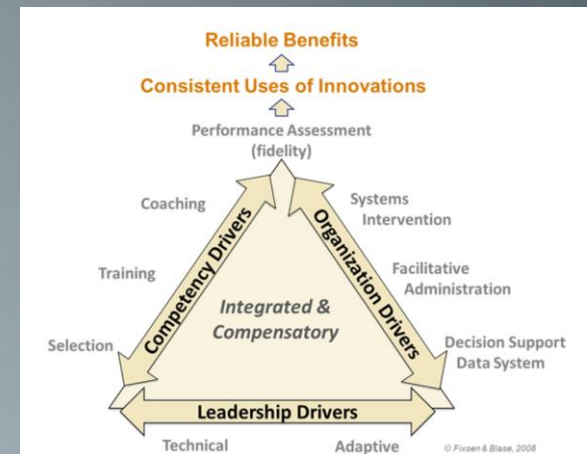 Reliable Benefits
Consistent Uses of Innovations
Performance Assessment
(fidelity)
Coaching
Systems
Intervention
Competency Drivers
Organization Drivers
Training
Facilitative
Administration
Integrated &
Compensatory
Selection
Decision Support
Data System
Leadership Drivers
Technical
Adaptive
© Fixsen & Blase, 2008